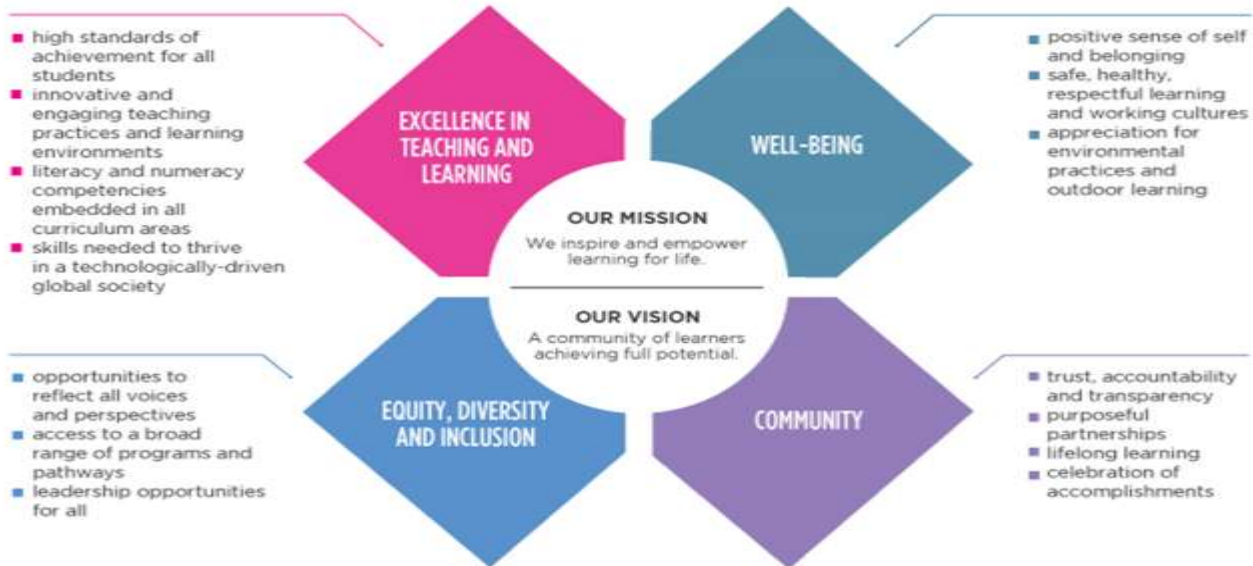 ■ high standards of
achievement for all
students
■ innovative and
engaging teaching
practices and learning
environments
■ literacy and numeracy
competencies
embedded in all
curriculum areas
■ skills needed to thrive
in a technologically-driven
global society
EXCELLENCE IN
TEACHING AND
LEARNING
WELL-BEING
■ positive sense of self
and belonging
■ safe, healthy,
respectful learning
and working cultures
■ appreciation for
environmental
practices and
outdoor learning
OUR MISSION
We inspire and empower
learning for life.
OUR VISION
A community of learners
achieving full potential.
■ opportunities to
reflect all voices
and perspectives
■ access to a broad
range of programs and
pathways
■ leadership opportunities
for all
EQUITY, DIVERSITY
AND INCLUSION
COMMUNITY
■ trust, accountability
and transparency
■ purposeful
partnerships
■ lifelong learning
■ celebration of
accomplishments